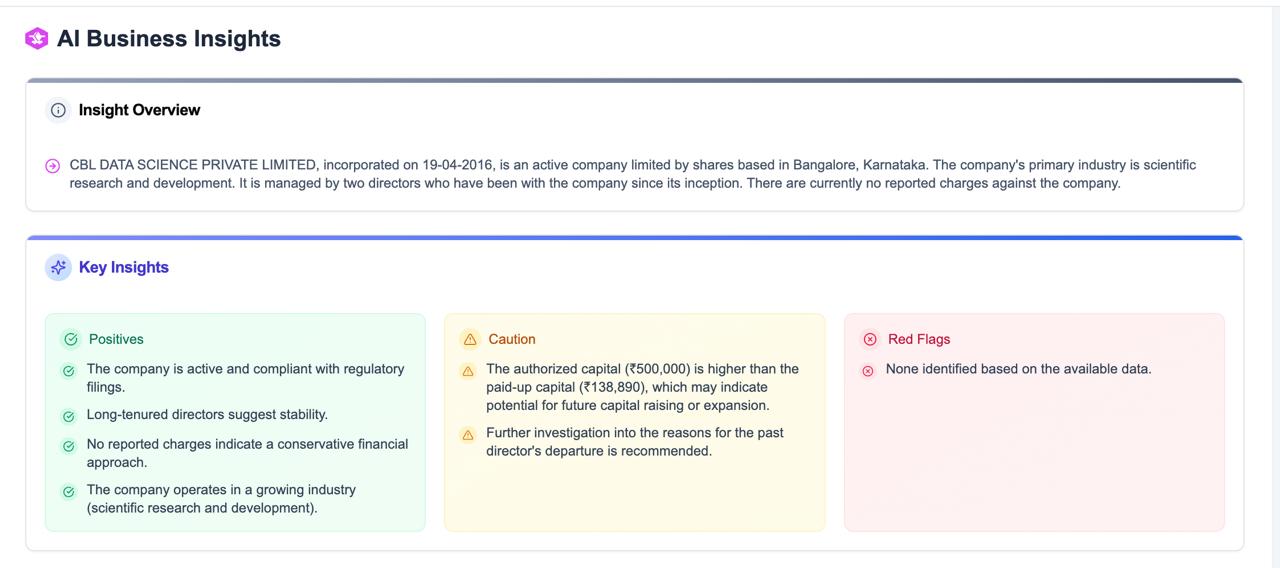 AI Business Insights
Insight Overview
CBL DATA SCIENCE PRIVATE LIMITED, incorporated on 19-04-2016, is an active company limited by shares based in Bangalore, Karnataka. The company's primary industry is scientific
research and development. It is managed by two directors who have been with the company since its inception. There are currently no reported charges against the company.
Key Insights
Positives
The company is active and compliant with regulatory
filings.
Long-tenured directors suggest stability.
No reported charges indicate a conservative financial
approach.
The company operates in a growing industry
(scientific research and development).
Caution
The authorized capital (₹500,000) is higher than the
paid-up capital (₹138,890), which may indicate
potential for future capital raising or expansion.
Further investigation into the reasons for the past
director's departure is recommended.
Red Flags
None identified based on the available data.